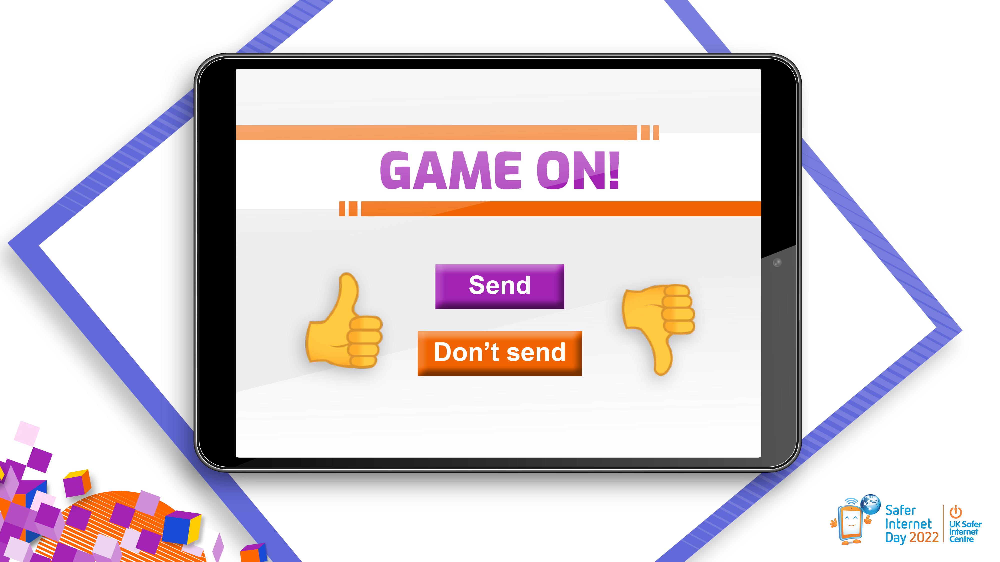 GAME ON!
Send
Don’t send
Safer
Internet
Day 2022
UK Safer
Internet
Centre